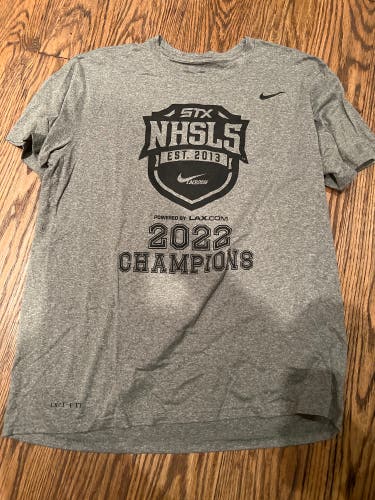 STX
NHSLS
EST. 2013
LACROSSE
POWERED BY LAX.COM
2022
CHAMPIONS
DRI-FIT